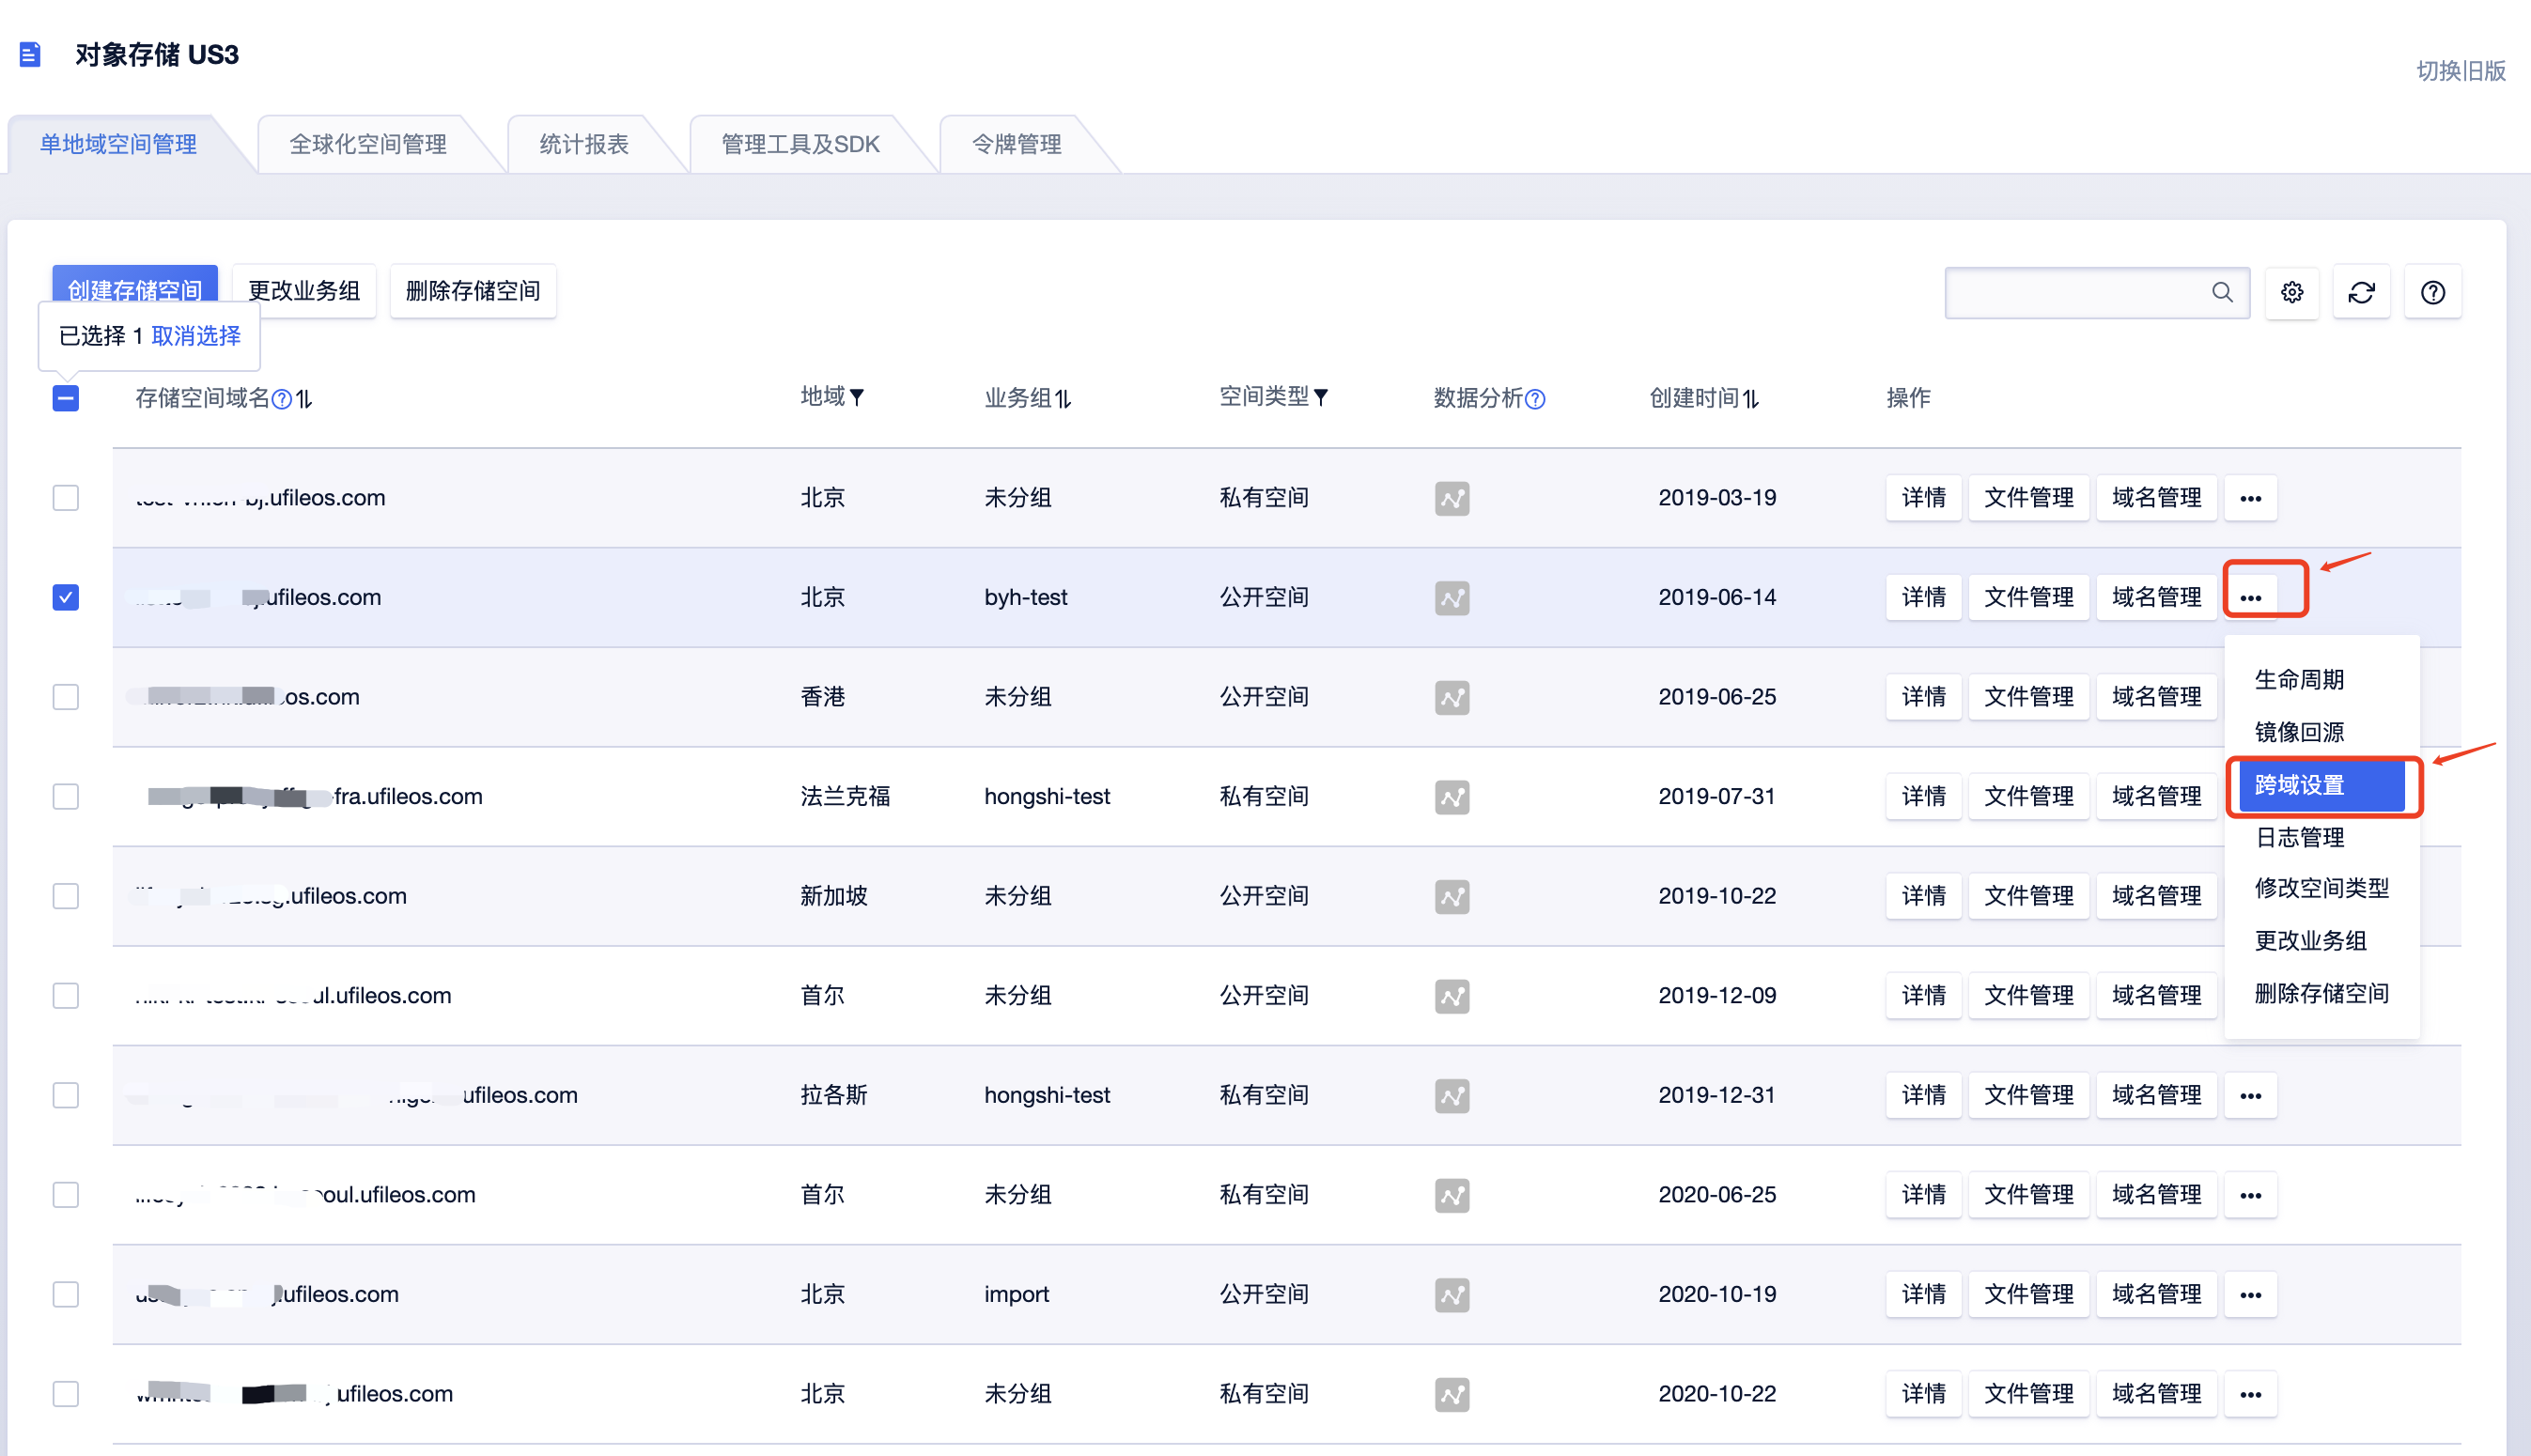 对象存储 US3
切换旧版
单地域空间管理 全球化空间管理 统计报表 管理工具及SDK 令牌管理
创建存储空间 更改业务组 删除存储空间
已选择 1 取消选择
存储空间域名 地域 业务组 空间类型 数据分析 创建时间 操作
.ufileos.com 北京 未分组 私有空间 2019-03-19 详情 文件管理 域名管理 •••
.ufileos.com 北京 byh-test 公开空间 2019-06-14 详情 文件管理 域名管理 •••
os.com 香港 未分组 公开空间 2019-06-25 详情 文件管理 域名管理
-fra.ufileos.com 法兰克福 hongshi-test 私有空间 2019-07-31 详情 文件管理 域名管理
.ufileos.com 新加坡 未分组 公开空间 2019-10-22 详情 文件管理 域名管理
ul.ufileos.com 首尔 未分组 公开空间 2019-12-09 详情 文件管理 域名管理
ufileos.com 拉各斯 hongshi-test 私有空间 2019-12-31 详情 文件管理 域名管理 •••
oul.ufileos.com 首尔 未分组 私有空间 2020-06-25 详情 文件管理 域名管理 •••
.ufileos.com 北京 import 公开空间 2020-10-19 详情 文件管理 域名管理 •••
ufileos.com 北京 未分组 私有空间 2020-10-22 详情 文件管理 域名管理 •••
生命周期
镜像回源
跨域设置
日志管理
修改空间类型
更改业务组
删除存储空间